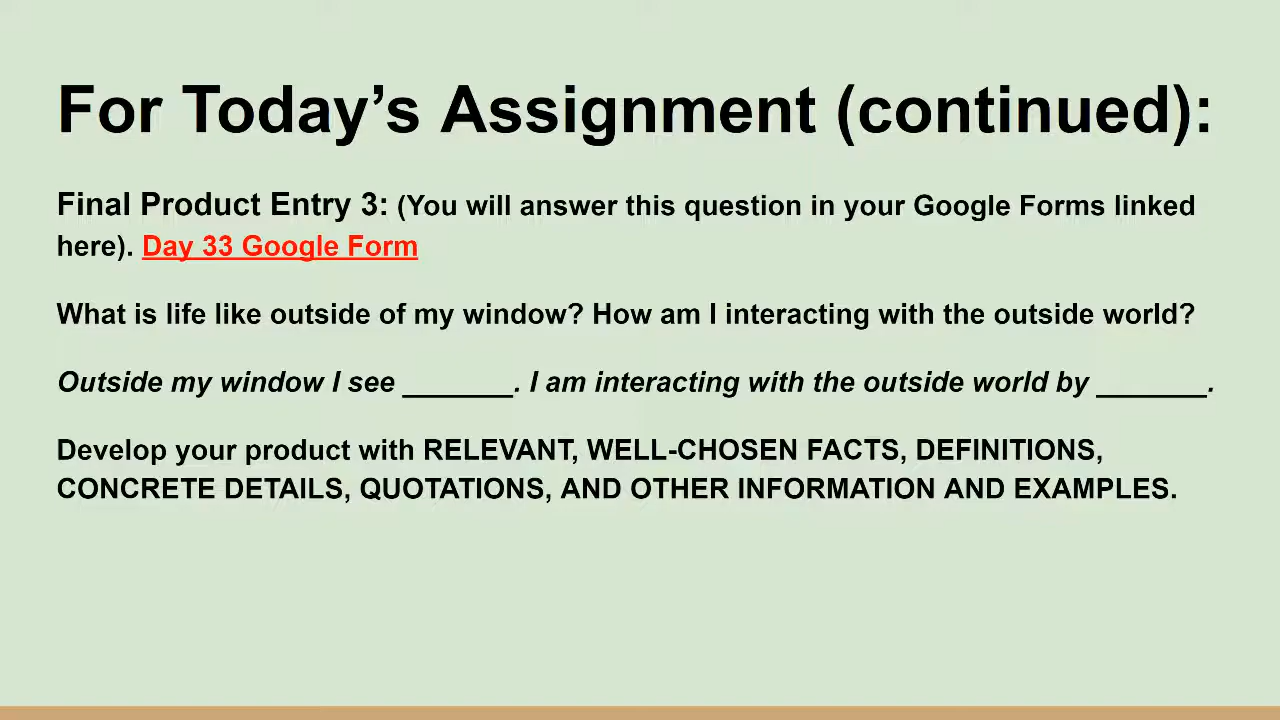 For Today’s Assignment (continued):
Final Product Entry 3: (You will answer this question in your Google Forms linked
here). Day 33 Google Form
What is life like outside of my window? How am I interacting with the outside world?
Outside my window I see _______. I am interacting with the outside world by _______.
Develop your product with RELEVANT, WELL-CHOSEN FACTS, DEFINITIONS,
CONCRETE DETAILS, QUOTATIONS, AND OTHER INFORMATION AND EXAMPLES.